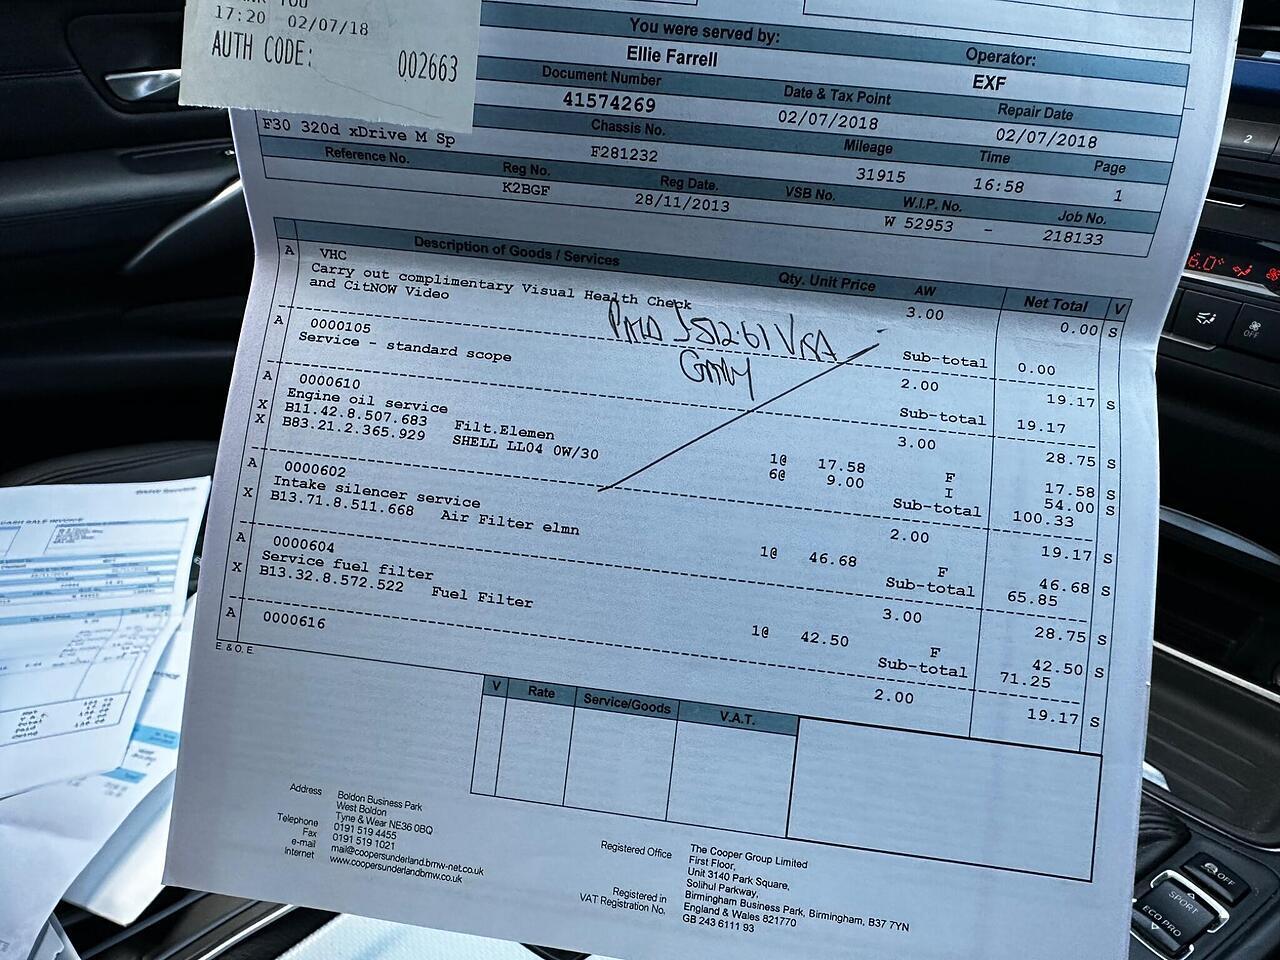 17:20 02/07/18
AUTH CODE: 002663
You were served by:
Ellie Farrell
Operator:
EXF
Document Number
41574269
Date & Tax Point
02/07/2018
Repair Date
02/07/2018
F30 320d xDrive M Sp
Chassis No.
F281232
Mileage
31915
Time
16:58
Page
1
Reference No.
Reg No.
K2BGF
Reg Date.
28/11/2013
VSB No.
W.I.P. No.
W 52953 -
Job No.
218133
Description of Goods / Services Qty. Unit Price AW Net Total V
A VHC 3.00 0.00 S
Carry out complimentary Visual Health Check
and CitNOW Video
Sub-total 0.00
A 0000105 2.00 19.17 S
Service - standard scope
Sub-total 19.17
A 0000610 3.00 28.75 S
Engine oil service
X B11.42.8.507.683 Filt.Elemen 1@ 17.58 F 17.58 S
X B83.21.2.365.929 SHELL LL04 0W/30 6@ 9.00 I 54.00 S
Sub-total 100.33
A 0000602 2.00 19.17 S
Intake silencer service
X B13.71.8.511.668 Air Filter elmn 1@ 46.68 F 46.68 S
Sub-total 65.85
A 0000604 3.00 28.75 S
Service fuel filter
X B13.32.8.572.522 Fuel Filter 1@ 42.50 F 42.50 S
Sub-total 71.25
A 0000616 2.00 19.17 S
E & O. E.
V Rate Service/Goods V.A.T.
Address Boldon Business Park
West Boldon
Tyne & Wear NE36 0BQ
Telephone 0191 519 4455
Fax 0191 519 1021
e-mail mail@coopersunderland.bmw-net.co.uk
Internet www.coopersunderlandbmw.co.uk
Registered Office The Cooper Group Limited
First Floor,
Unit 3140 Park Square,
Solihull Parkway,
Birmingham Business Park, Birmingham, B37 7YN
Registered in England & Wales 821770
VAT Registration No. GB 243 6111 93
OFF
SPORT
ECO PRO
OFF
2